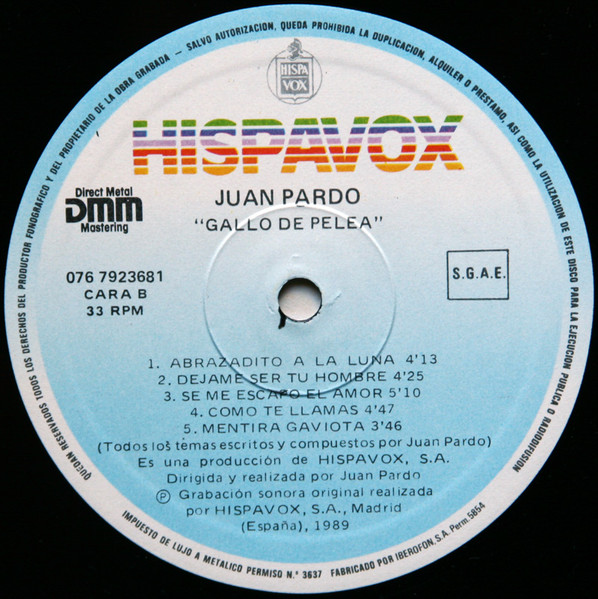 QUEDAN RESERVADOS TODOS LOS DERECHOS DEL PRODUCTOR FONOGRAFICO Y DEL PROPIETARIO DE LA OBRA GRABADA — SALVO AUTORIZACION, QUEDA PROHIBIDA LA DUPLICACION, ALQUILER O PRESTAMO, ASI COMO LA UTILIZACION DE ESTE DISCO PARA LA EJECUCION PUBLICA O RADIODIFUSION
HISPA
VOX
HISPAVOX
Direct Metal
DMM
Mastering
JUAN PARDO
"GALLO DE PELEA"
076 7923681
CARA B
33 RPM
S.G.A.E.
1. ABRAZADITO A LA LUNA 4'13
2. DEJAME SER TU HOMBRE 4'25
3. SE ME ESCAPO EL AMOR 5'10
4. COMO TE LLAMAS 4'47
5. MENTIRA GAVIOTA 3'46
(Todos los temas escritos y compuestos por Juan Pardo)
Es una producción de HISPAVOX, S.A.
Dirigida y realizada por Juan Pardo
Ⓟ Grabación sonora original realizada
por HISPAVOX, S.A., Madrid
(España), 1989
IMPUESTO DE LUJO A METALICO PERMISO N.° 3637 FABRICADO POR IBEROFON, S.A. Perm. 5854